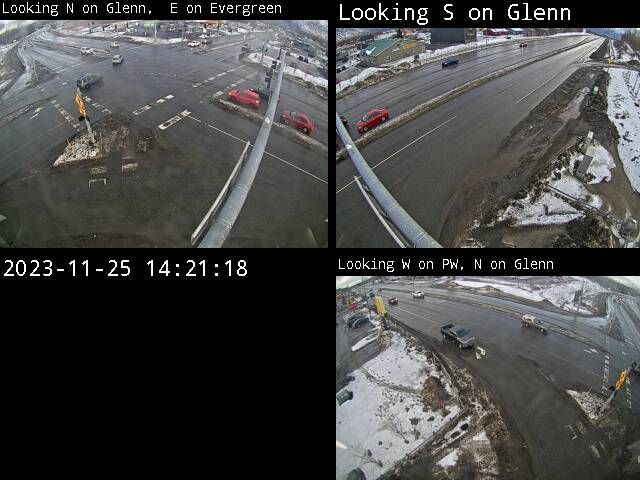 Looking N on Glenn,  E on Evergreen
Looking S on Glenn
2023-11-25 14:21:18
Looking W on PW, N on Glenn